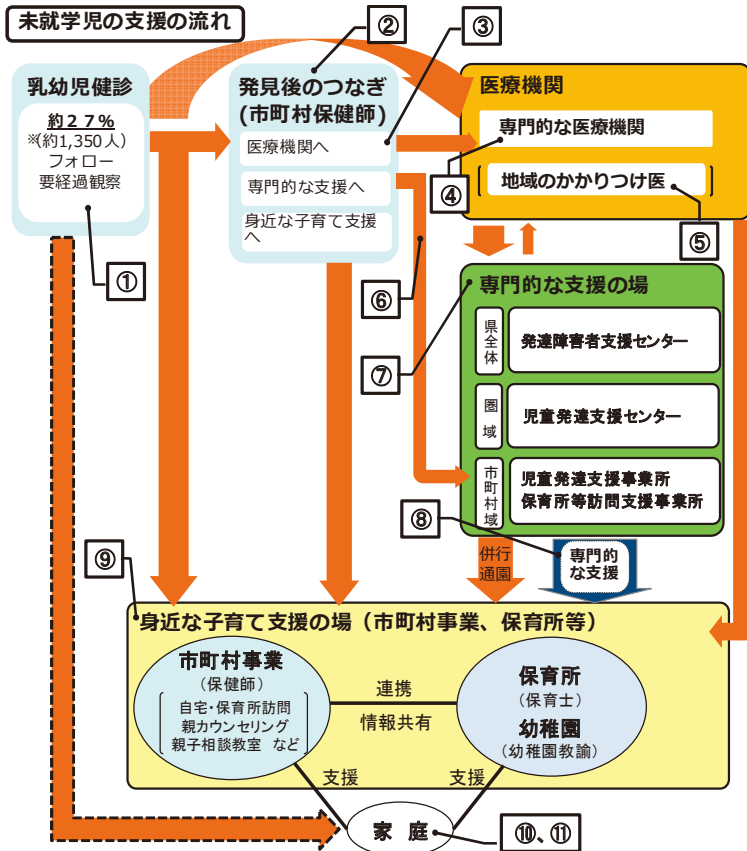 未就学児の支援の流れ
②
③
乳幼児健診
約27%
※(約1,350人)
フォロー
要経過観察
①
発見後のつなぎ
(市町村保健師)
医療機関へ
専門的な支援へ
身近な子育て支援
へ
医療機関
専門的な医療機関
④
地域のかかりつけ医
⑤
⑥
専門的な支援の場
⑦
県全体
発達障害者支援センター
圏域
児童発達支援センター
市町村域
児童発達支援事業所
保育所等訪問支援事業所
⑧
併行
通園
専門的
な支援
⑨
身近な子育て支援の場（市町村事業、保育所等）
市町村事業
（保健師）
自宅・保育所訪問
親カウンセリング
親子相談教室 など
連携
情報共有
保育所
（保育士）
幼稚園
（幼稚園教諭）
支援
支援
家 庭
⑩、⑪